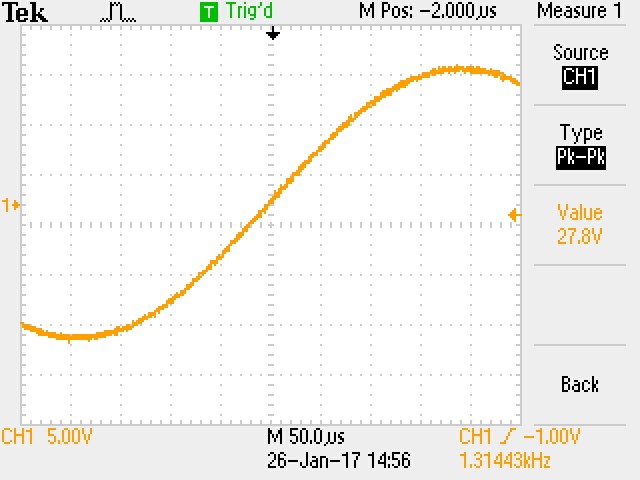 Tek T Trig'd M Pos: -2.000µs Measure 1
Source
CH1
Type
Pk-Pk
1
Value
27.8V
Back
CH1 5.00V M 50.0µs CH1 -1.00V
26-Jan-17 14:56 1.31443kHz